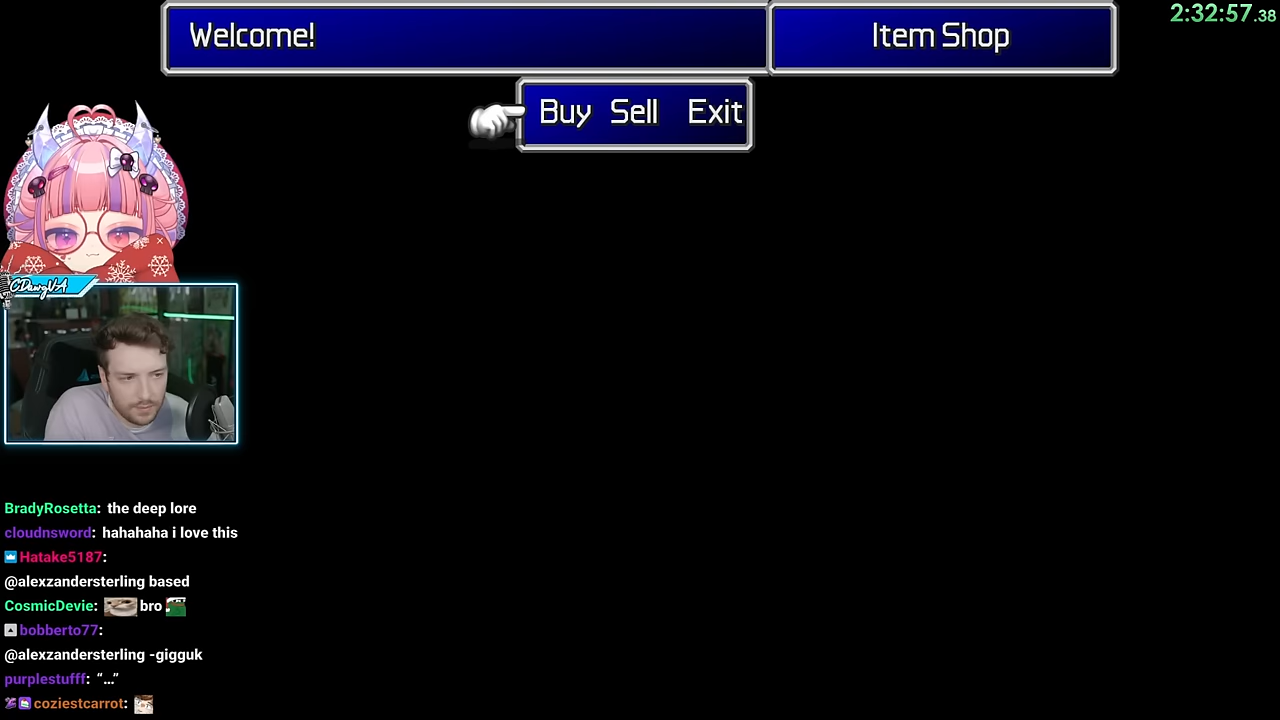 Welcome!
Item Shop
2:32:57.38
Buy Sell Exit
CDawgVA
BradyRosetta: the deep lore
cloudnsword: hahahaha i love this
Hatake5187:
@alexzandersterling based
CosmicDevie: bro
bobberto77:
@alexzandersterling -gigguk
purplestufff: “...”
coziestcarrot: